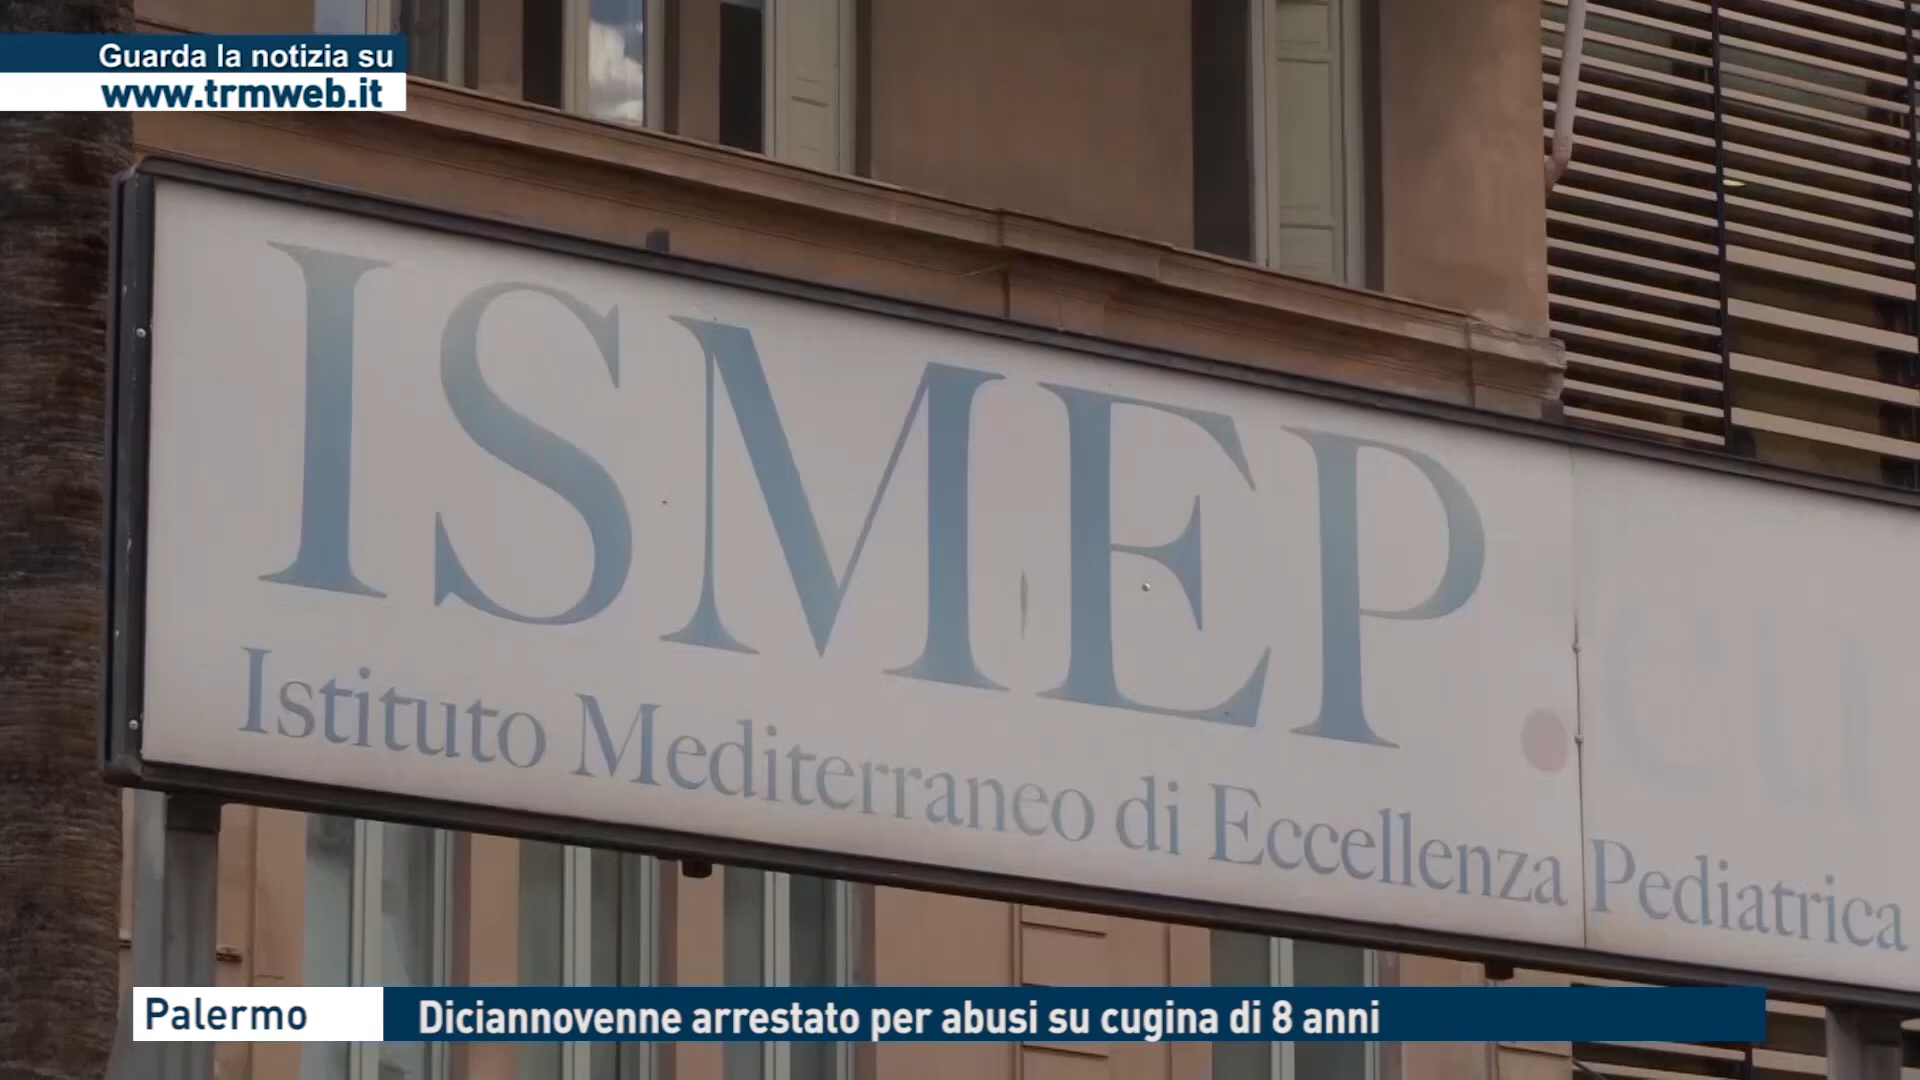 Guarda la notizia su
www.trmweb.it
ISMEP.eu
Istituto Mediterraneo di Eccellenza Pediatrica
Palermo
Diciannovenne arrestato per abusi su cugina di 8 anni